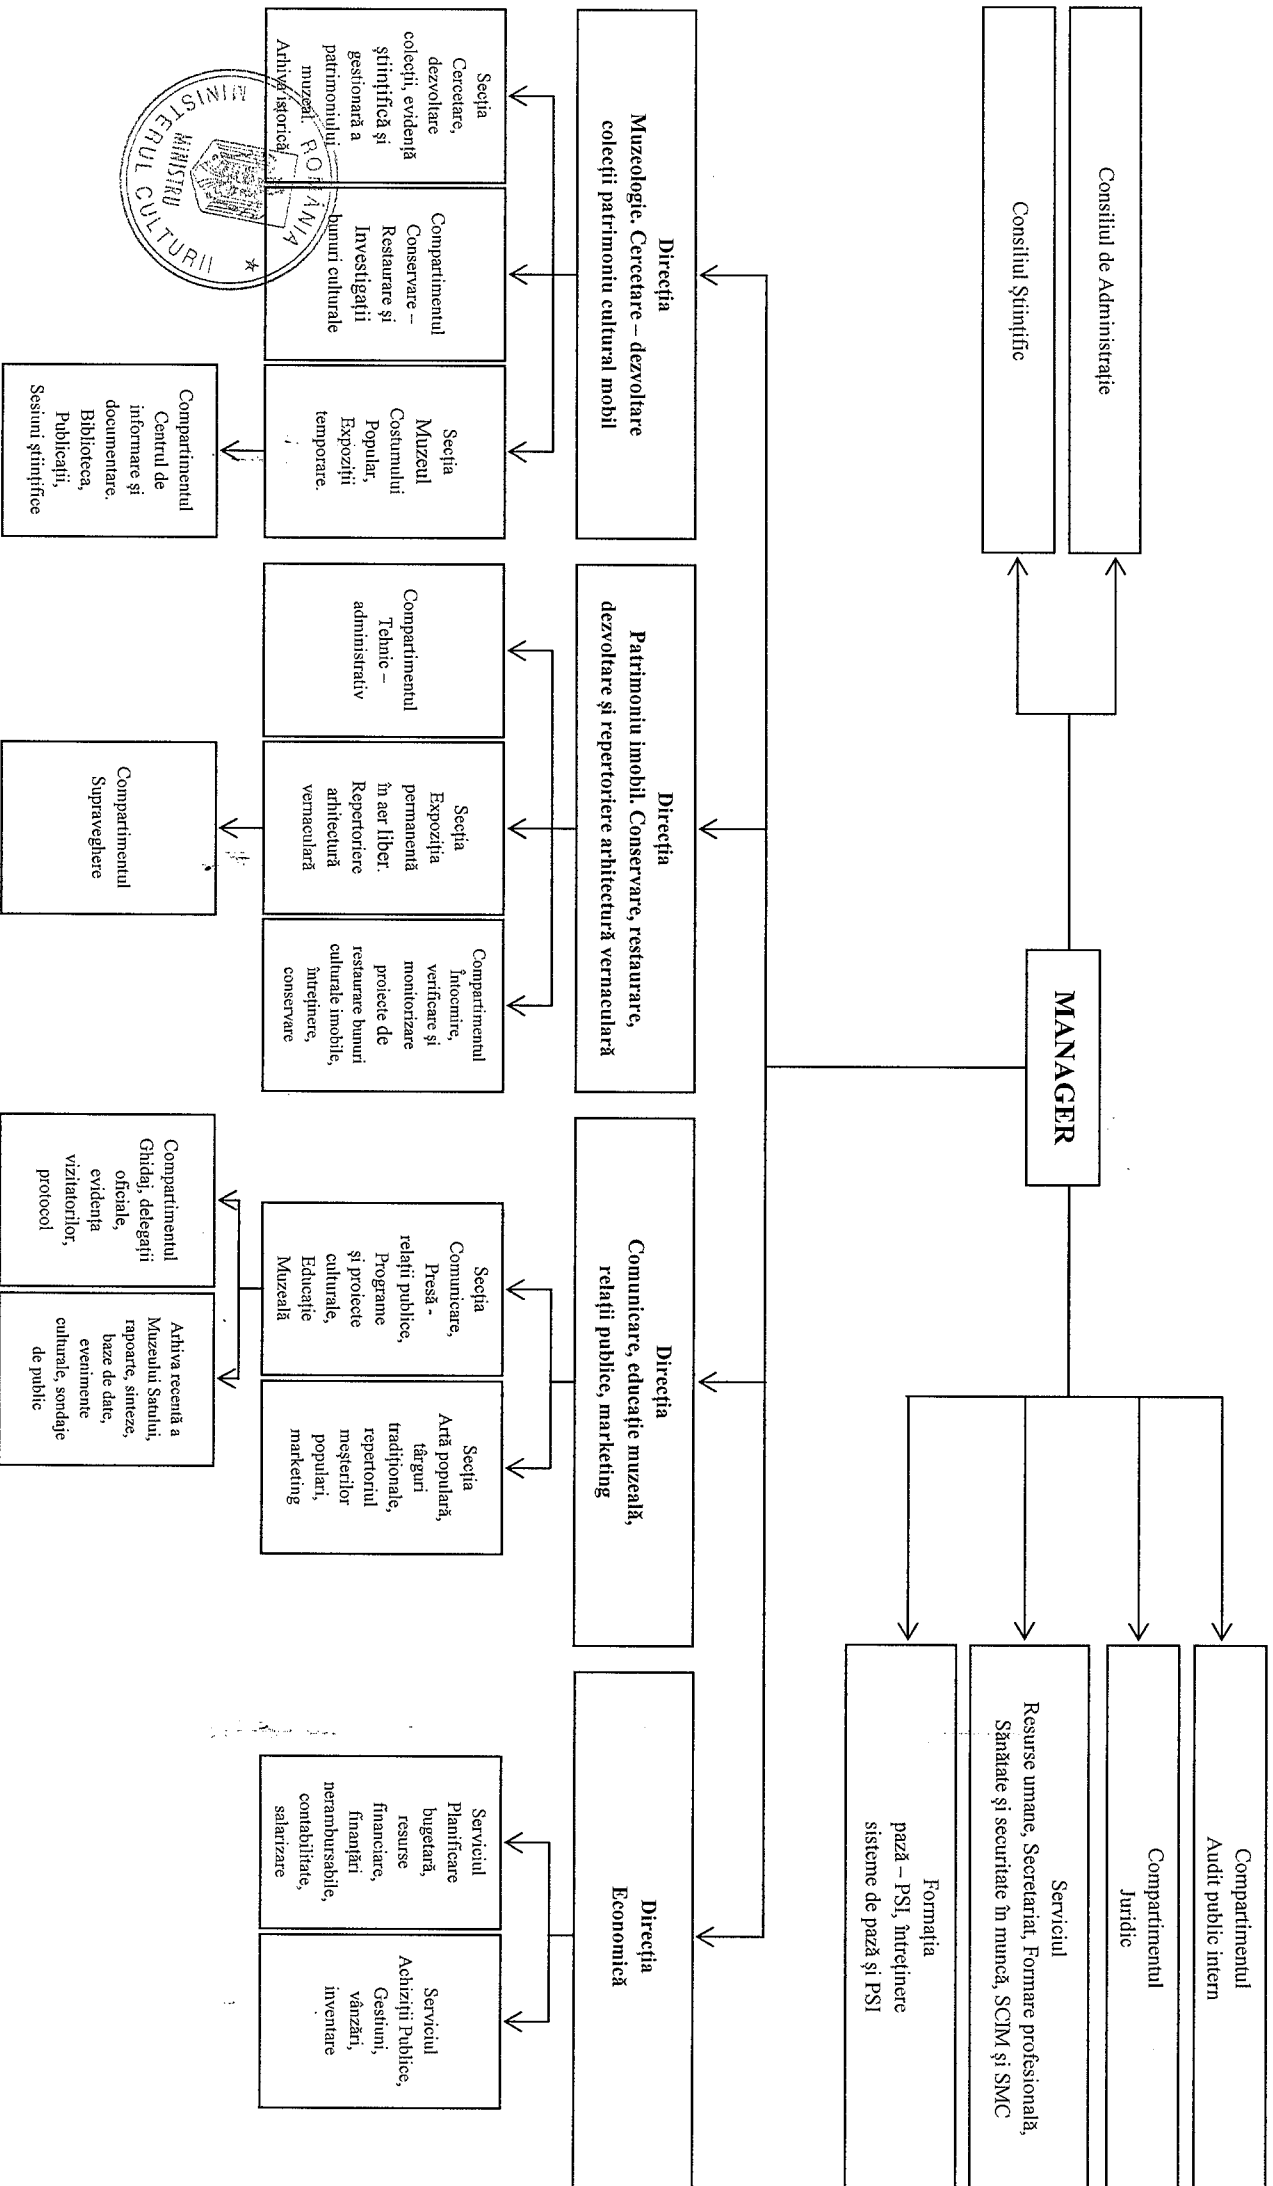 Consiliul de Administrație
Consiliul Științific
MANAGER
Compartimentul
Audit public intern
Compartimentul
Juridic
Serviciul
Resurse umane, Secretariat, Formare profesională,
Sănătate și securitate în muncă, SCIM și SMC
Formația
pază – PSI, întreținere
sisteme de pază și PSI
Direcția
Muzeologie. Cercetare – dezvoltare
colecții patrimoniu cultural mobil
Direcția
Patrimoniu imobil. Conservare, restaurare,
dezvoltare și repertoriere arhitectură vernaculară
Direcția
Comunicare, educație muzeală,
relații publice, marketing
Direcția
Economică
Secția
Cercetare,
dezvoltare
colecții, evidență
științifică și
gestionară a
patrimoniului
muzeal
Arhiva istorică
Compartimentul
Conservare –
Restaurare și
Investigații
bunuri culturale
Secția
Muzeul
Costumului
Popular,
Expoziții
temporare.
Compartimentul
Tehnic –
administrativ
Secția
Expoziția
permanentă
în aer liber.
Repertoriere
arhitectură
vernaculară
Compartimentul
Întocmire,
verificare și
monitorizare
proiecte de
restaurare bunuri
culturale imobile,
întreținere,
conservare
Secția
Comunicare,
Presă -
relații publice,
Programe
și proiecte
culturale,
Educație
Muzeală
Secția
Artă populară,
târguri
tradiționale,
repertoriul
meșterilor
populari,
marketing
Serviciul
Planificare
bugetară,
resurse
financiare,
finanțări
nerambursabile,
contabilitate,
salarizare
Serviciul
Achiziții Publice,
Gestiuni,
vânzări,
inventare
Compartimentul
Centrul de
informare și
documentare.
Biblioteca,
Publicații,
Sesiuni științifice
Compartimentul
Supraveghere
Compartimentul
Ghidaj, delegații
oficiale,
evidența
vizitatorilor,
protocol
Arhiva recentă a
Muzeului Satului,
rapoarte, sinteze,
baze de date,
evenimente
culturale, sondaje
de public
ROMÂNIA
MINISTERUL CULTURII
MINISTRU